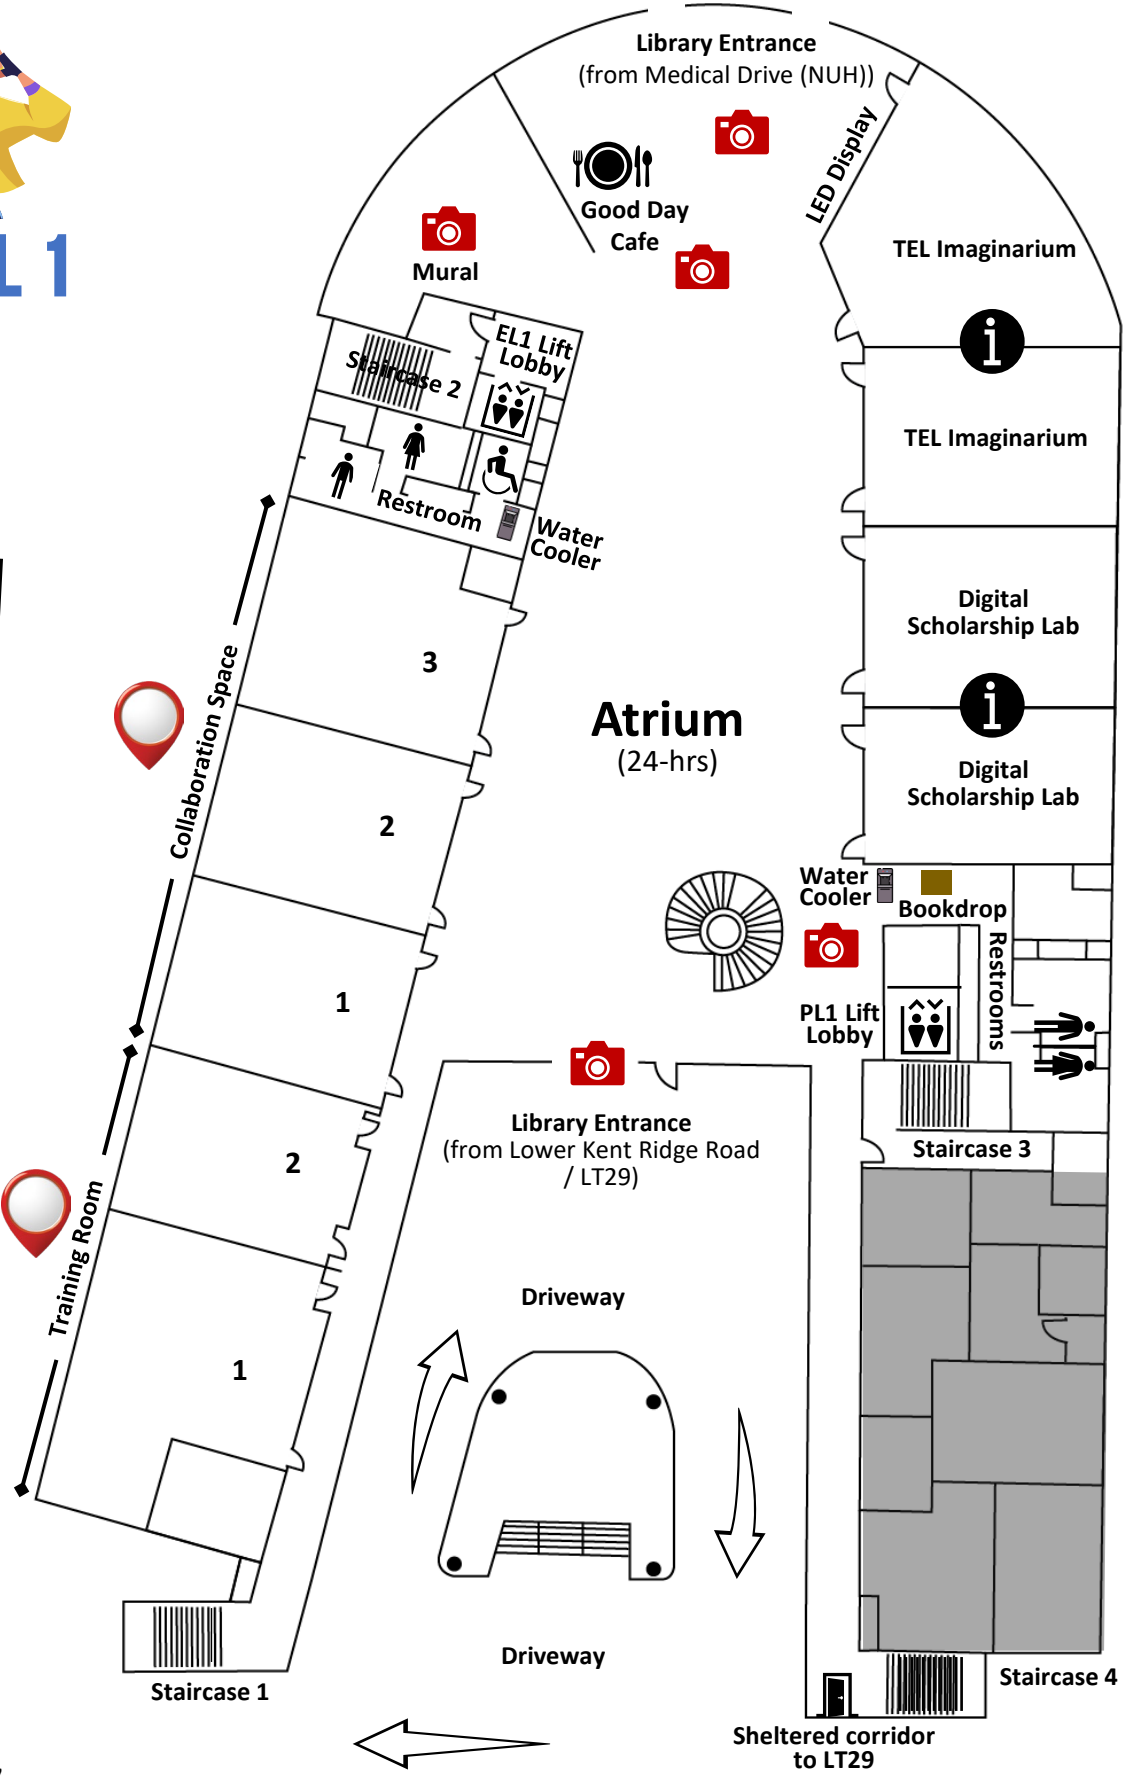 Library Entrance
(from Medical Drive (NUH))
LED Display
Good Day
Cafe
TEL Imaginarium
Mural
L 1
EL1 Lift
Lobby
Staircase 2
TEL Imaginarium
Restroom
Water
Cooler
Digital
Scholarship Lab
3
Collaboration Space
Atrium
(24-hrs)
Digital
Scholarship Lab
2
Water
Cooler
Bookdrop
Restrooms
1
PL1 Lift
Lobby
Library Entrance
(from Lower Kent Ridge Road
/ LT29)
Staircase 3
2
Training Room
Driveway
1
Driveway
Staircase 4
Staircase 1
Sheltered corridor
to LT29